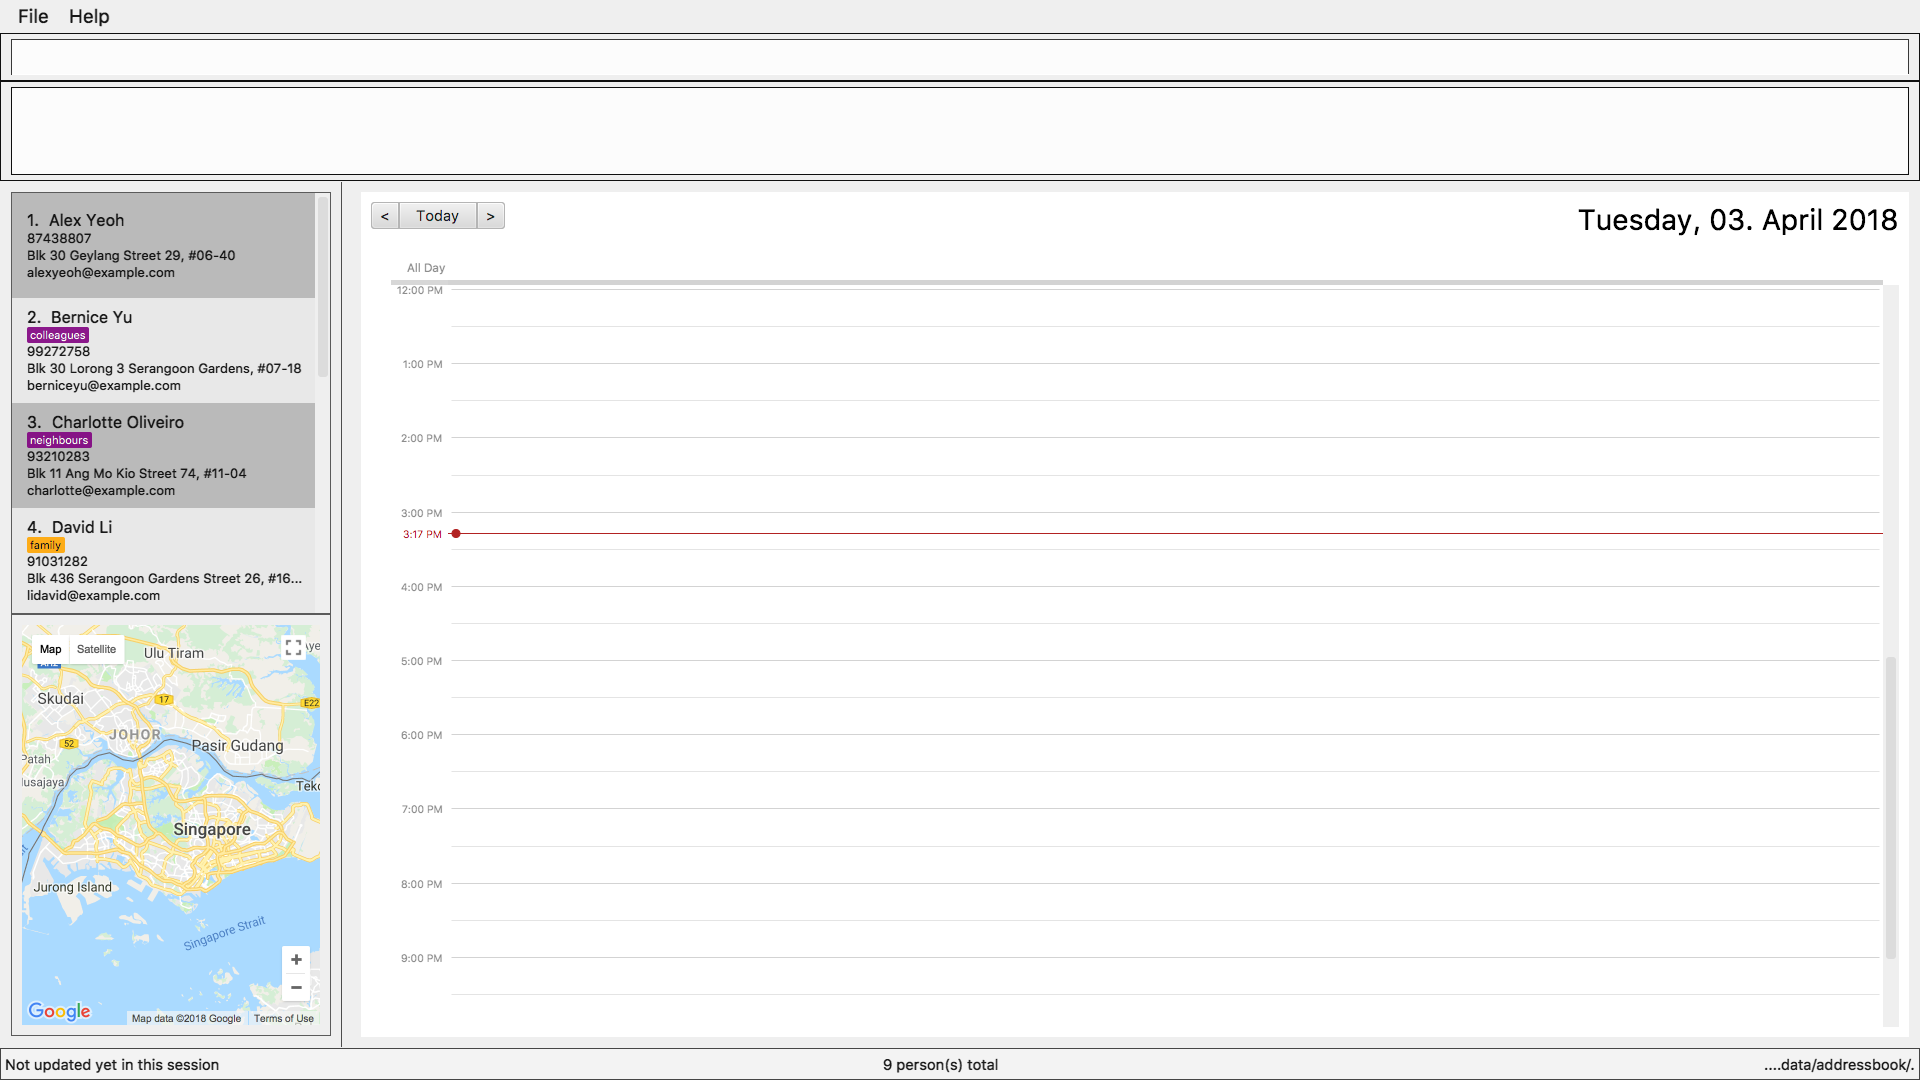 File Help
1. Alex Yeoh
87438807
Blk 30 Geylang Street 29, #06-40
alexyeoh@example.com
2. Bernice Yu
colleagues
99272758
Blk 30 Lorong 3 Serangoon Gardens, #07-18
berniceyu@example.com
3. Charlotte Oliveiro
neighbours
93210283
Blk 11 Ang Mo Kio Street 74, #11-04
charlotte@example.com
4. David Li
family
91031282
Blk 436 Serangoon Gardens Street 26, #16...
lidavid@example.com
Map Satellite
Ulu Tiram
Aye
Skudai
17
E22
JOHOR
52
Pasir Gudang
Patah
usajaya
Teko
Singapore
Jurong Island
Singapore Strait
+
−
Google
Map data ©2018 Google Terms of Use
< Today >
Tuesday, 03. April 2018
All Day
12:00 PM
1:00 PM
2:00 PM
3:00 PM
3:17 PM
4:00 PM
5:00 PM
6:00 PM
7:00 PM
8:00 PM
9:00 PM
Not updated yet in this session
9 person(s) total
....data/addressbook/.